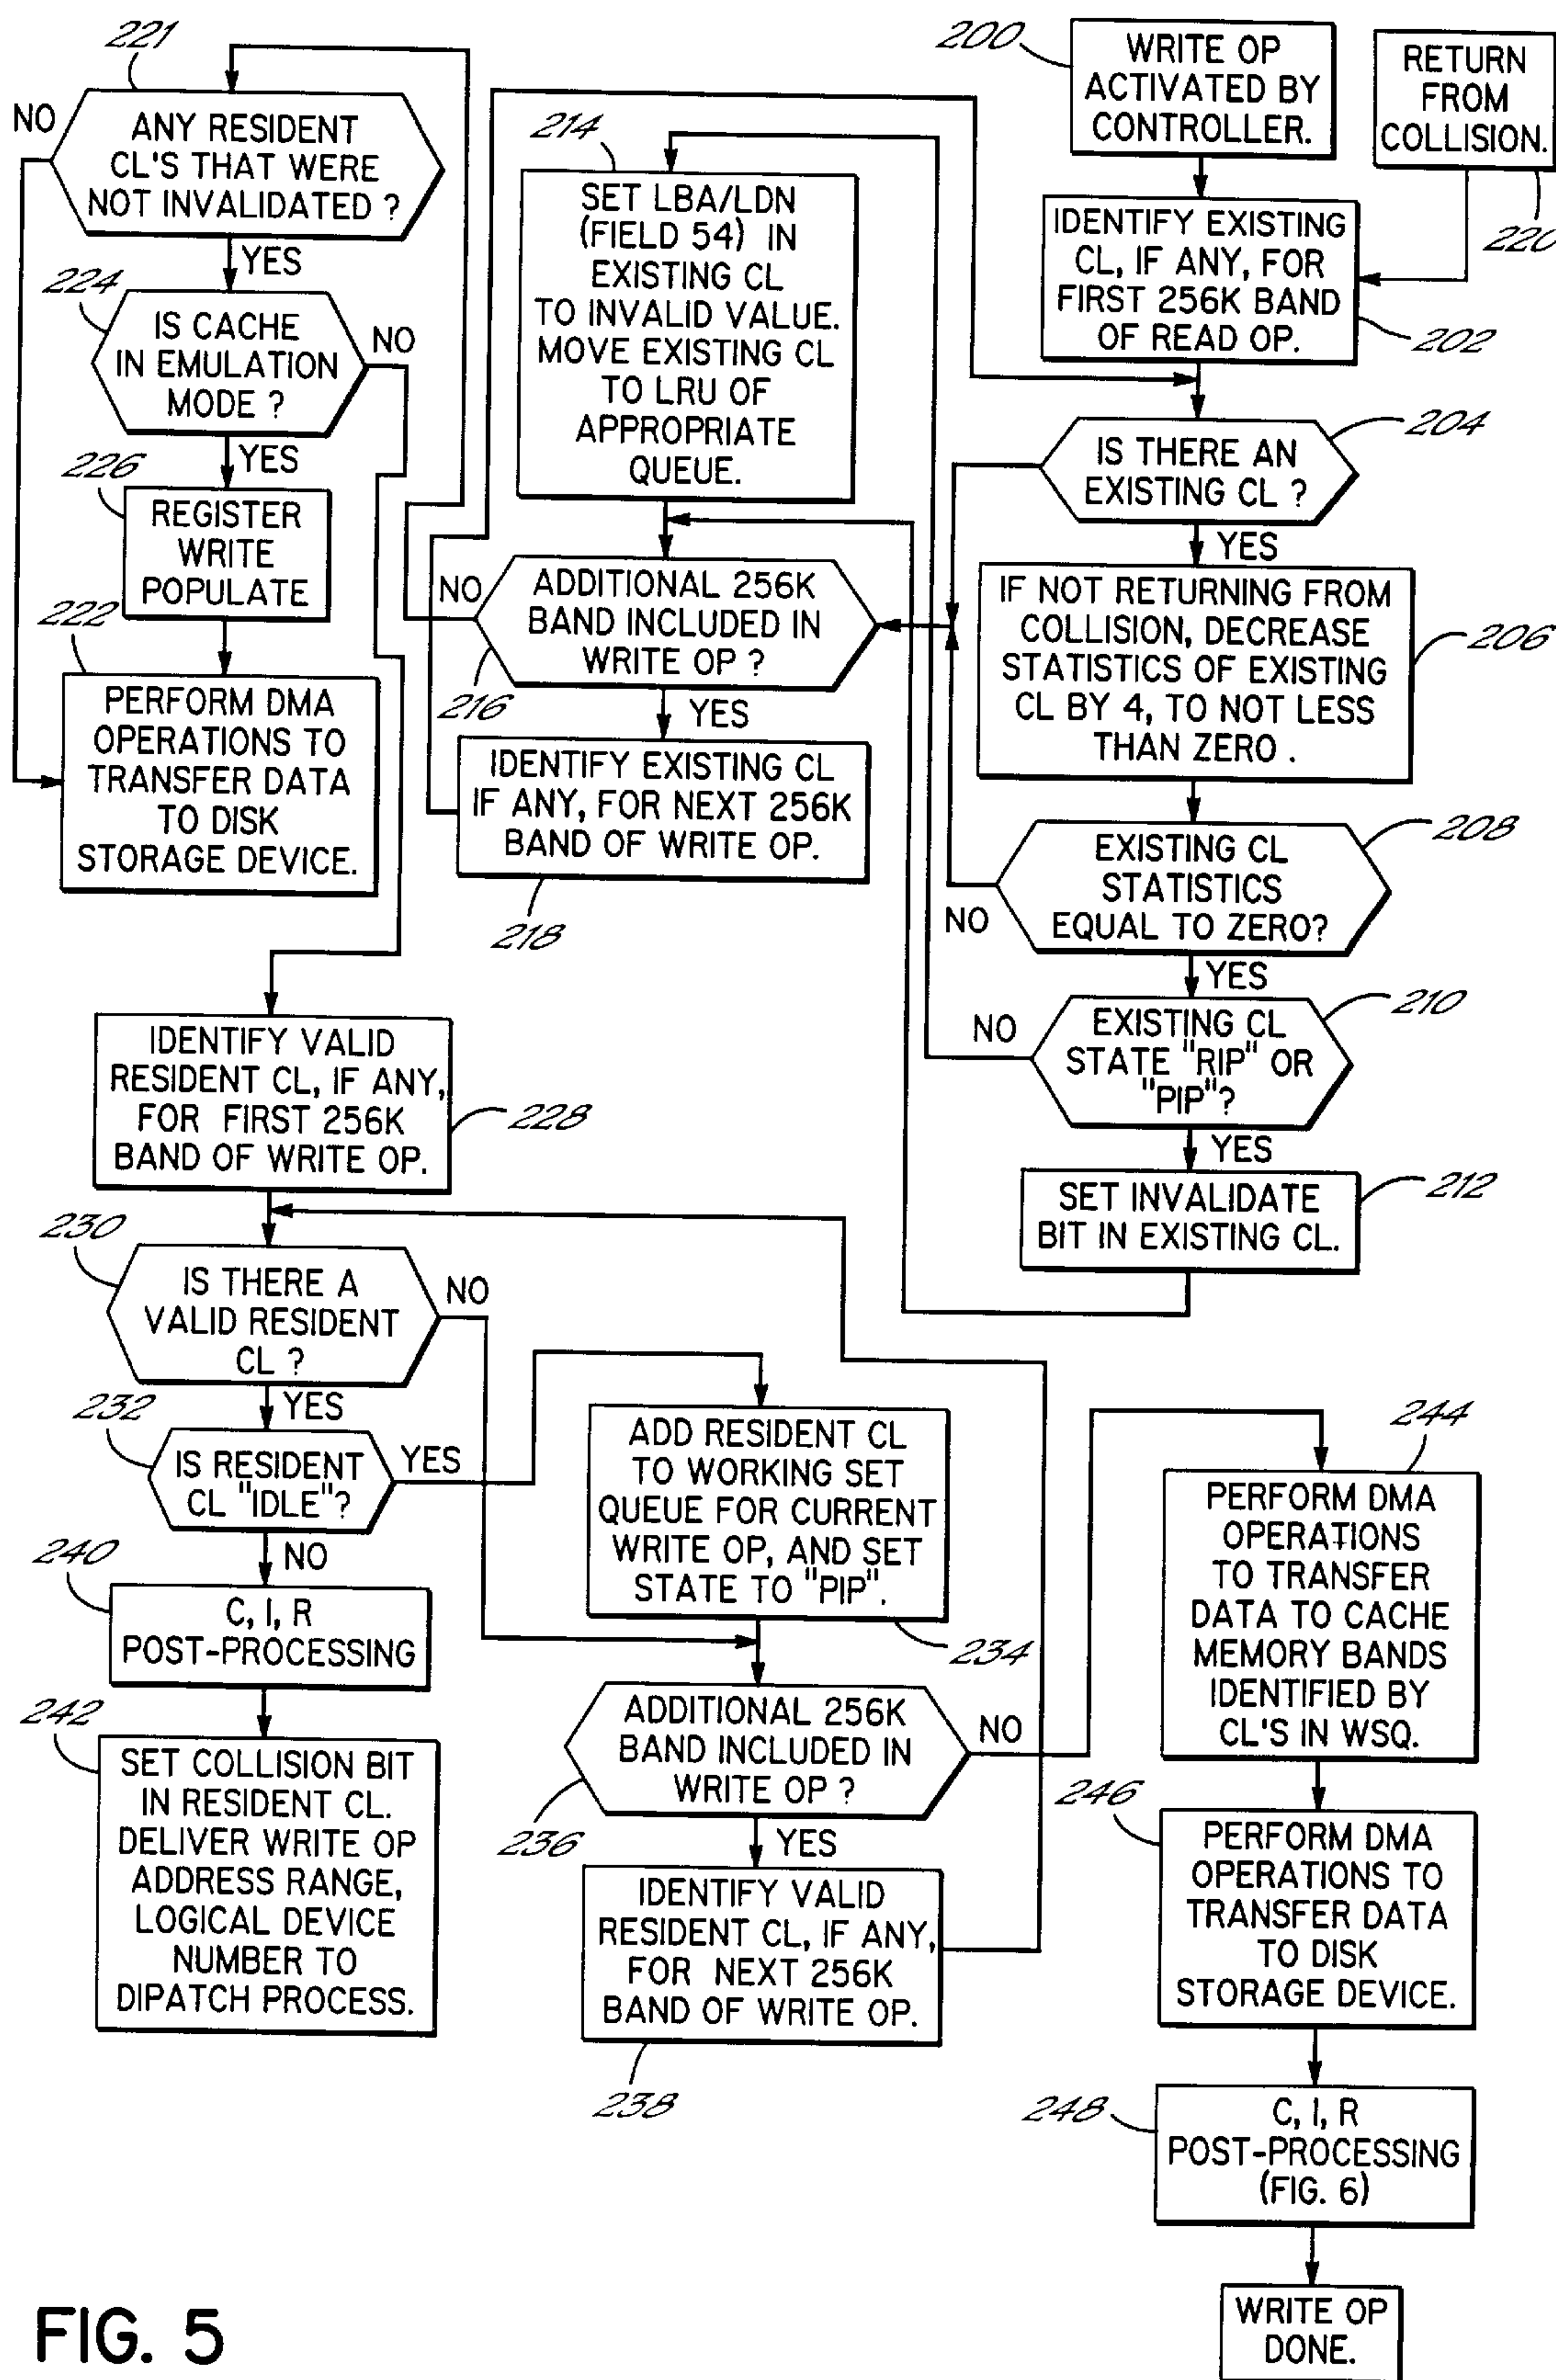 221
NO
ANY RESIDENT
CL'S THAT WERE
NOT INVALIDATED ?
YES
224
IS CACHE
IN EMULATION
MODE ?
NO
YES
226
REGISTER
WRITE
POPULATE
222
PERFORM DMA
OPERATIONS TO
TRANSFER DATA
TO DISK
STORAGE DEVICE.
214
SET LBA/LDN
(FIELD 54) IN
EXISTING CL
TO INVALID VALUE.
MOVE EXISTING CL
TO LRU OF
APPROPRIATE
QUEUE.
NO
ADDITIONAL 256K
BAND INCLUDED IN
WRITE OP ?
216
YES
IDENTIFY EXISTING CL
IF ANY, FOR NEXT 256K
BAND OF WRITE OP.
218
200
WRITE OP
ACTIVATED BY
CONTROLLER.
RETURN
FROM
COLLISION.
220
IDENTIFY EXISTING
CL, IF ANY, FOR
FIRST 256K BAND
OF READ OP.
202
204
IS THERE AN
EXISTING CL ?
YES
IF NOT RETURNING FROM
COLLISION, DECREASE
STATISTICS OF EXISTING
CL BY 4, TO NOT LESS
THAN ZERO .
206
208
EXISTING CL
STATISTICS
EQUAL TO ZERO?
NO
YES
210
NO
EXISTING CL
STATE "RIP" OR
"PIP"?
YES
212
SET INVALIDATE
BIT IN EXISTING CL.
IDENTIFY VALID
RESIDENT CL, IF ANY,
FOR FIRST 256K
BAND OF WRITE OP.
228
230
IS THERE A
VALID RESIDENT
CL ?
NO
YES
232
IS RESIDENT
CL "IDLE"?
YES
NO
240
C, I, R
POST-PROCESSING
242
SET COLLISION BIT
IN RESIDENT CL.
DELIVER WRITE OP
ADDRESS RANGE,
LOGICAL DEVICE
NUMBER TO
DIPATCH PROCESS.
ADD RESIDENT CL
TO WORKING SET
QUEUE FOR CURRENT
WRITE OP, AND SET
STATE TO "PIP".
234
ADDITIONAL 256K
BAND INCLUDED IN
WRITE OP ?
NO
236
YES
IDENTIFY VALID
RESIDENT CL, IF ANY,
FOR NEXT 256K
BAND OF WRITE OP.
238
244
PERFORM DMA
OPERATIONS
TO TRANSFER
DATA TO CACHE
MEMORY BANDS
IDENTIFIED BY
CL'S IN WSQ.
246
PERFORM DMA
OPERATIONS TO
TRANSFER DATA
TO DISK
STORAGE DEVICE.
248
C, I, R
POST-PROCESSING
(FIG. 6)
WRITE OP
DONE.
FIG. 5